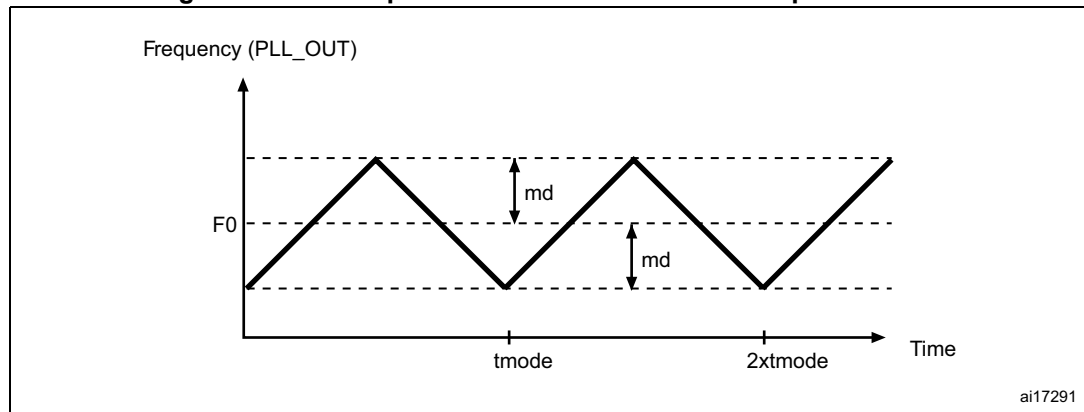 Frequency (PLL_OUT)
md
F0
md
tmode
2xtmode
Time
ai17291